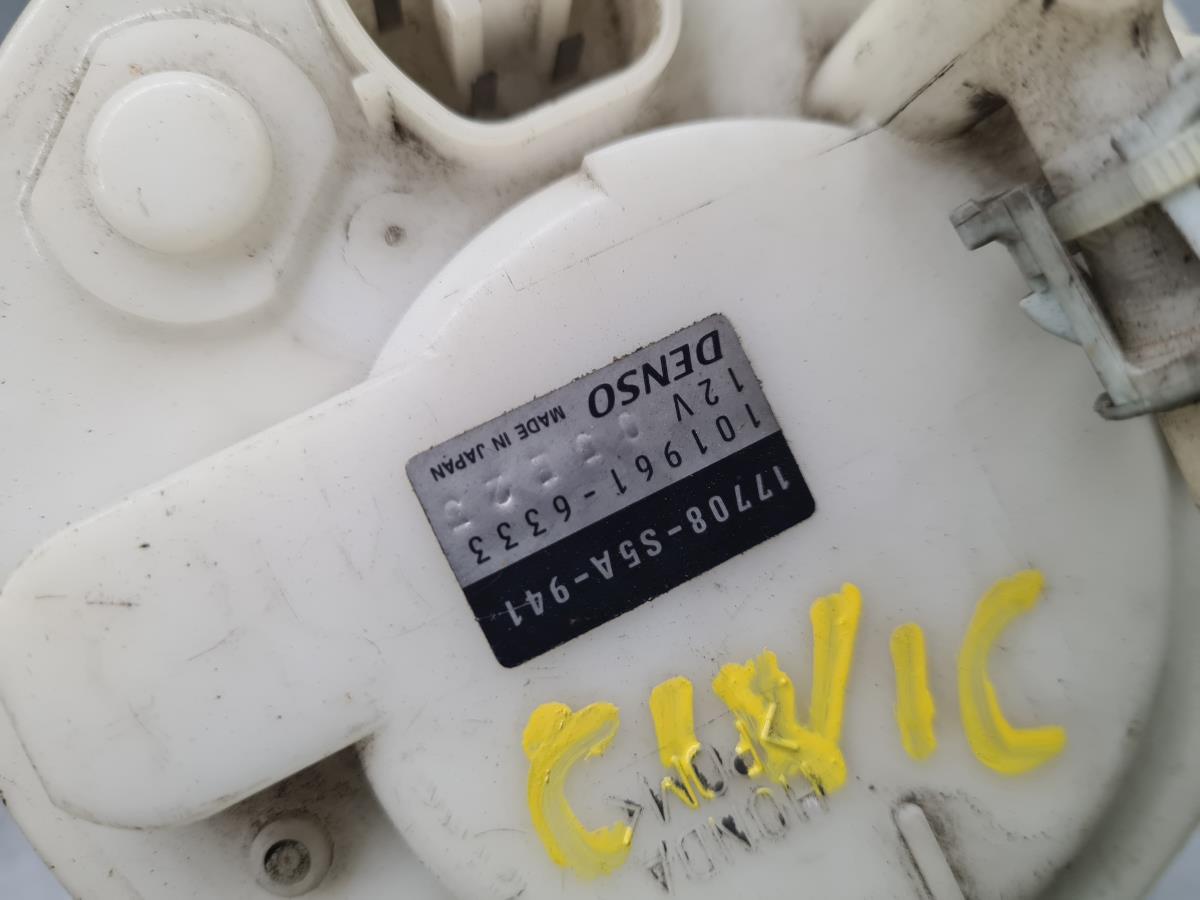 DENSO MADE IN JAPAN
12V
101961-6333
17708-S5A-941
CIVIC
HONDA